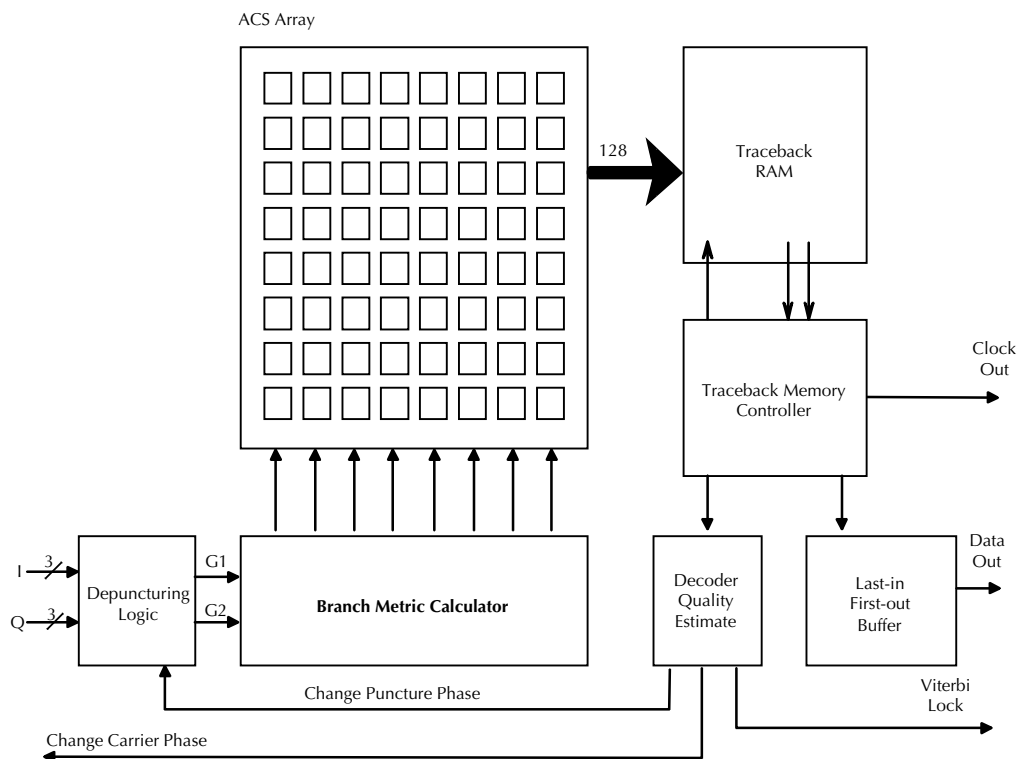 ACS Array
128
Traceback
RAM
Clock
Out
Traceback Memory
Controller
I
3
Q
3
Depuncturing
Logic
G1
G2
Branch Metric Calculator
Decoder
Quality
Estimate
Last-in
First-out
Buffer
Data
Out
Change Puncture Phase
Viterbi
Lock
Change Carrier Phase